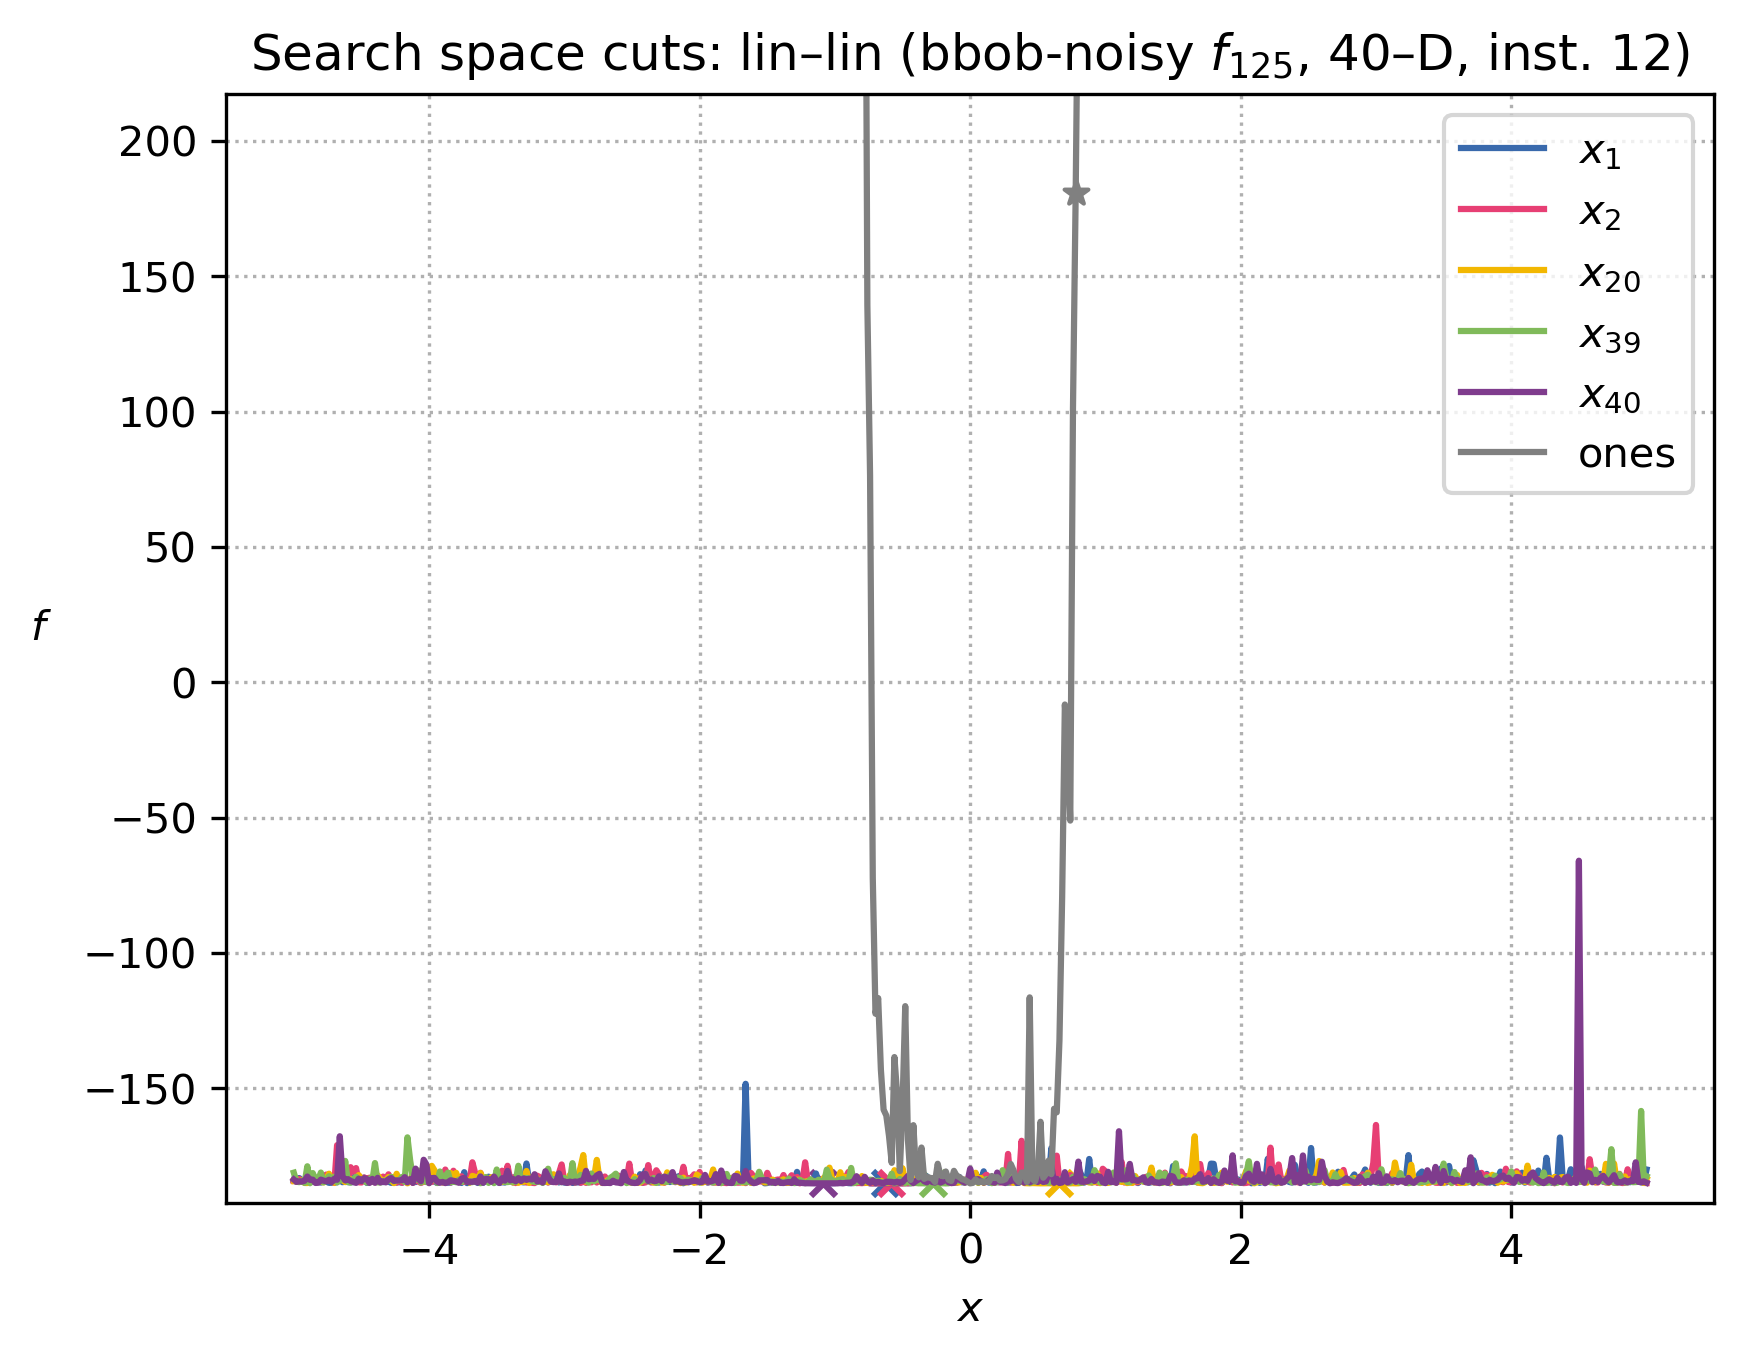 Search space cuts: lin–lin (bbob-noisy f125, 40–D, inst. 12)
200
150
100
50
0
−50
−100
−150
f
−4
−2
0
2
4
x
x1
x2
x20
x39
x40
ones